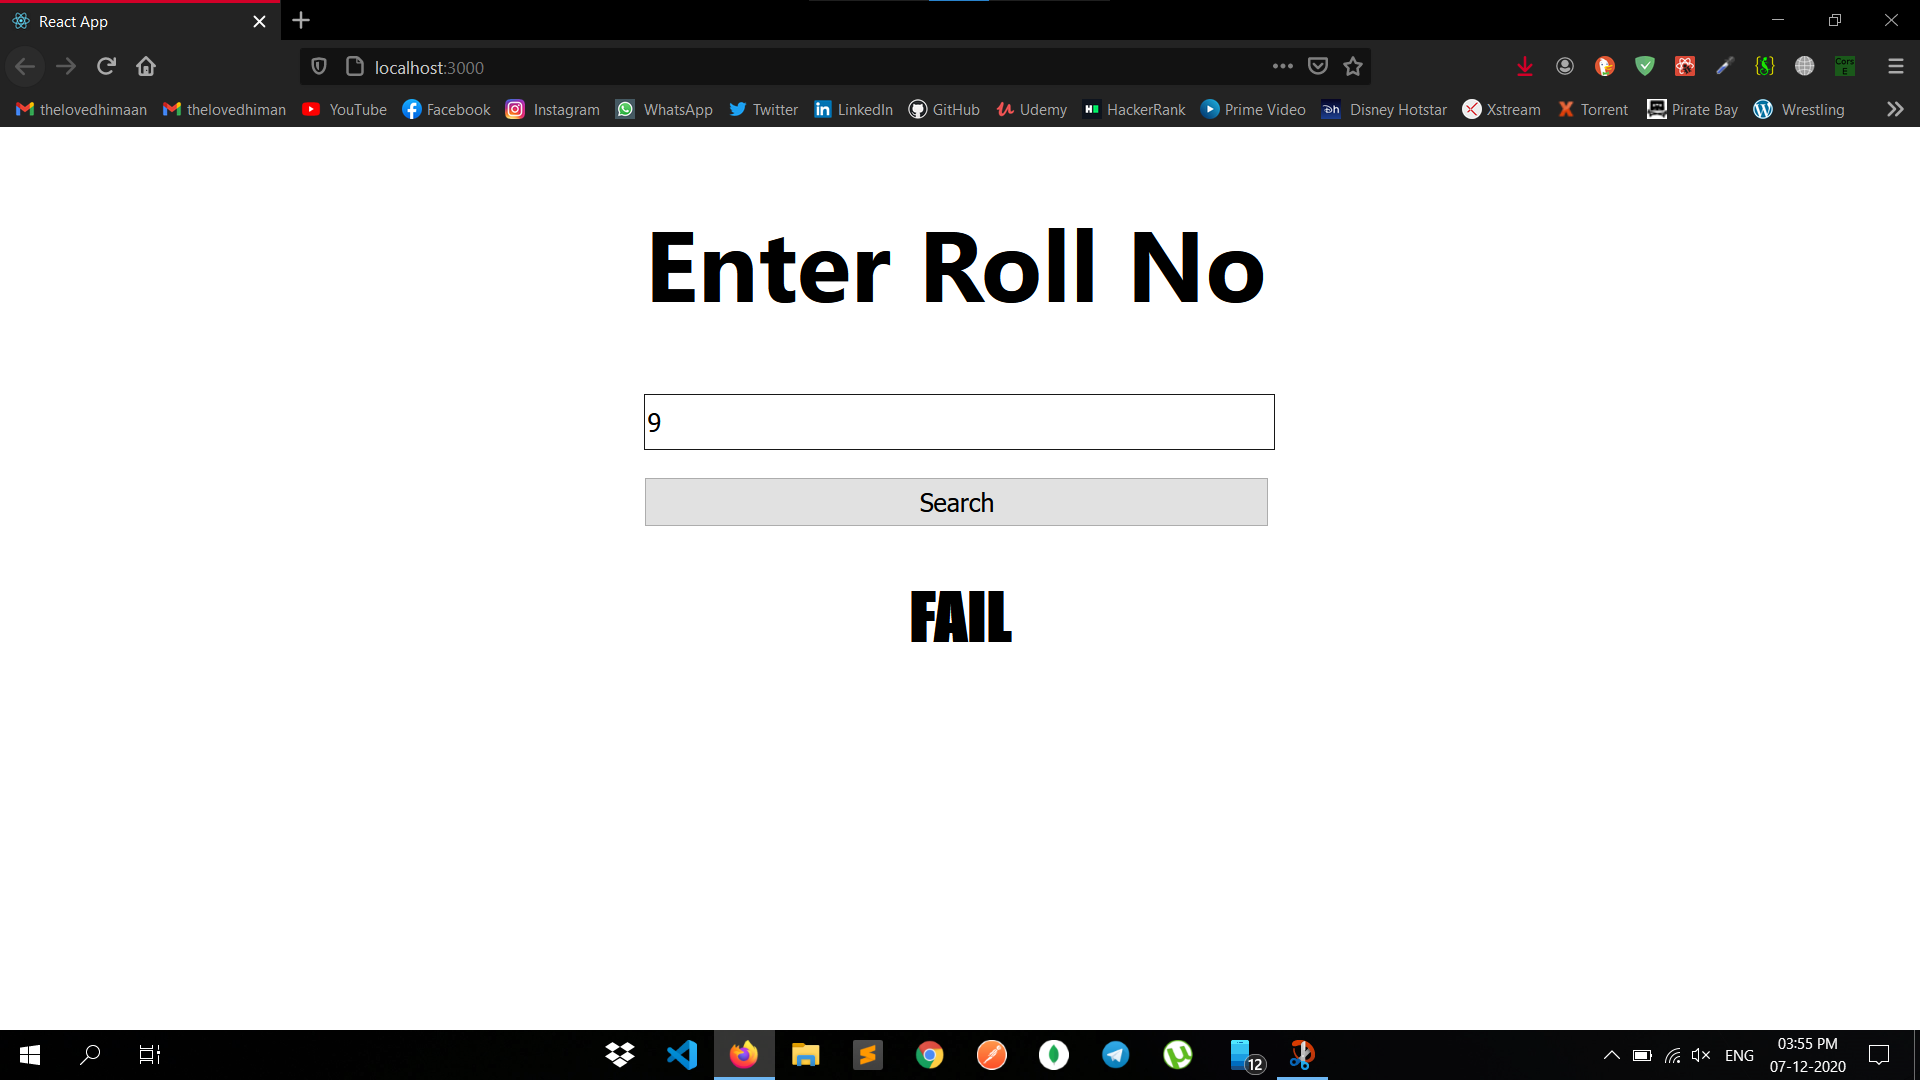 React App
localhost:3000
thelovedhimaan thelovedhiman YouTube Facebook Instagram WhatsApp Twitter LinkedIn GitHub Udemy HackerRank Prime Video Disney Hotstar Xstream Torrent Pirate Bay Wrestling
Enter Roll No
9
Search
FAIL
12
ENG
03:55 PM
07-12-2020